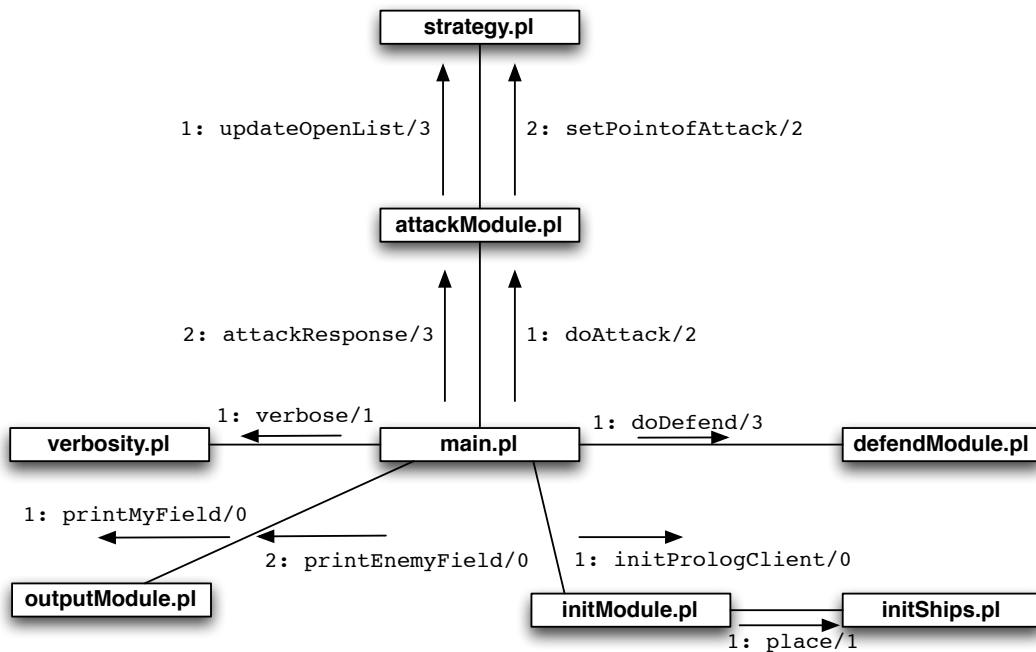 strategy.pl
1: updateOpenList/3
2: setPointofAttack/2
attackModule.pl
2: attackResponse/3
1: doAttack/2
1: verbose/1
1: doDefend/3
verbosity.pl
main.pl
defendModule.pl
1: printMyField/0
2: printEnemyField/0
1: initPrologClient/0
outputModule.pl
initModule.pl
initShips.pl
1: place/1